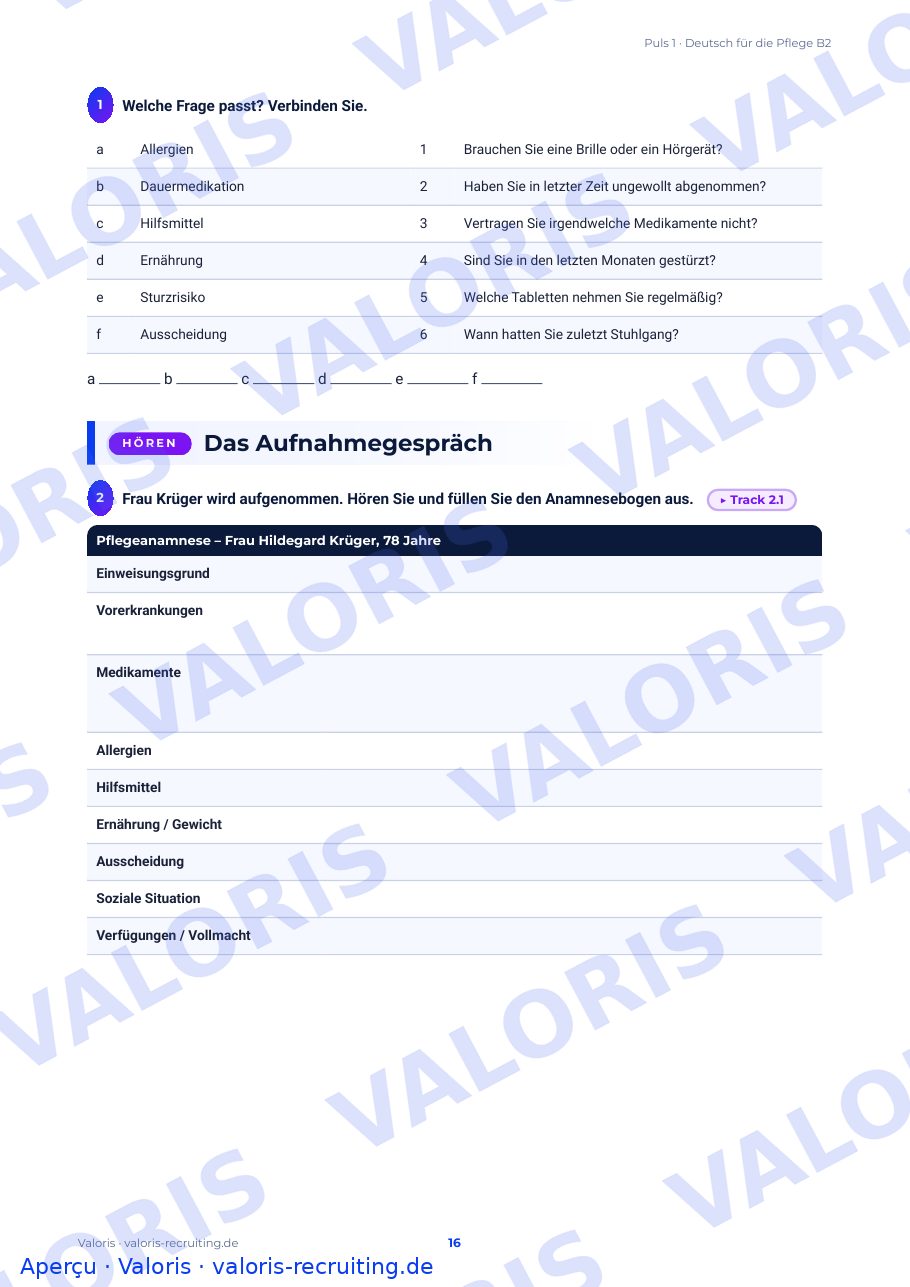 Puls 1 · Deutsch für die Pflege B2
1 Welche Frage passt? Verbinden Sie.
a Allergien 1 Brauchen Sie eine Brille oder ein Hörgerät?
b Dauermedikation 2 Haben Sie in letzter Zeit ungewollt abgenommen?
c Hilfsmittel 3 Vertragen Sie irgendwelche Medikamente nicht?
d Ernährung 4 Sind Sie in den letzten Monaten gestürzt?
e Sturzrisiko 5 Welche Tabletten nehmen Sie regelmäßig?
f Ausscheidung 6 Wann hatten Sie zuletzt Stuhlgang?
a ________ b ________ c ________ d ________ e ________ f ________
HÖREN Das Aufnahmegespräch
2 Frau Krüger wird aufgenommen. Hören Sie und füllen Sie den Anamnesebogen aus. ▸ Track 2.1
Pflegeanamnese – Frau Hildegard Krüger, 78 Jahre
Einweisungsgrund
Vorerkrankungen
Medikamente
Allergien
Hilfsmittel
Ernährung / Gewicht
Ausscheidung
Soziale Situation
Verfügungen / Vollmacht
Valoris · valoris-recruiting.de 16
Aperçu · Valoris · valoris-recruiting.de
VALORIS